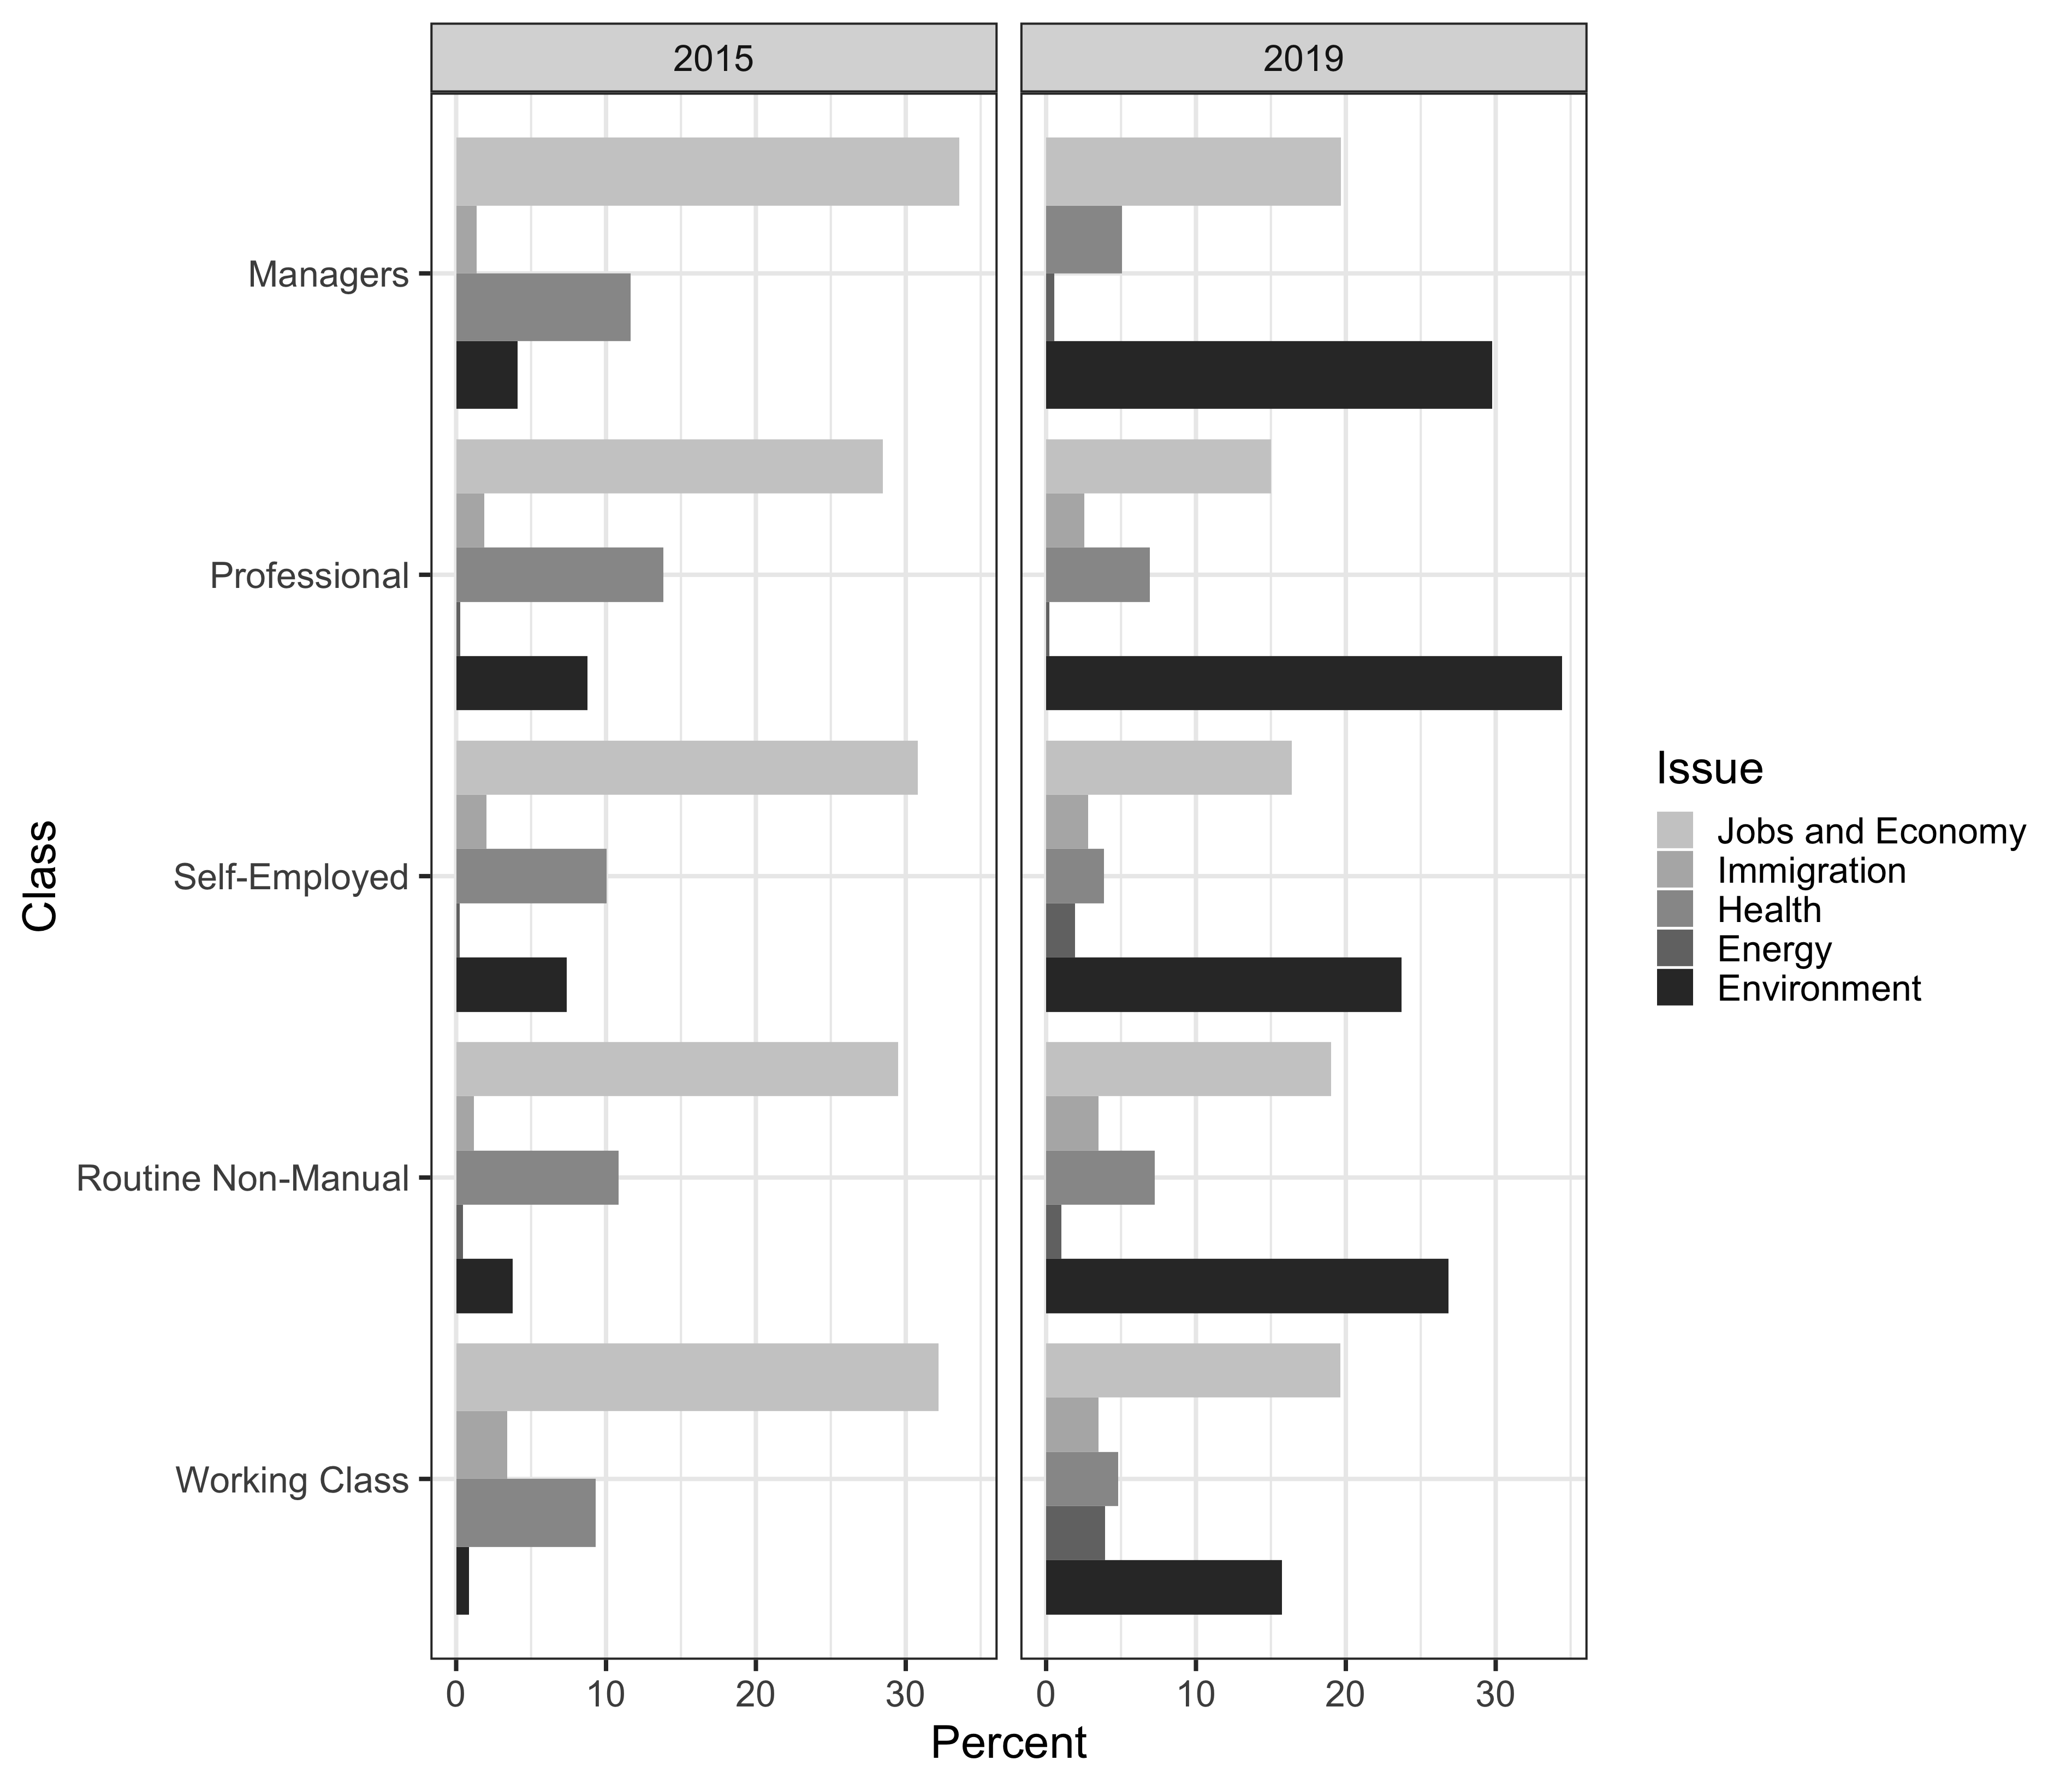 2015
2019
Class
Managers
Professional
Self-Employed
Routine Non-Manual
Working Class
0 10 20 30
0 10 20 30
Percent
Issue
Jobs and Economy
Immigration
Health
Energy
Environment